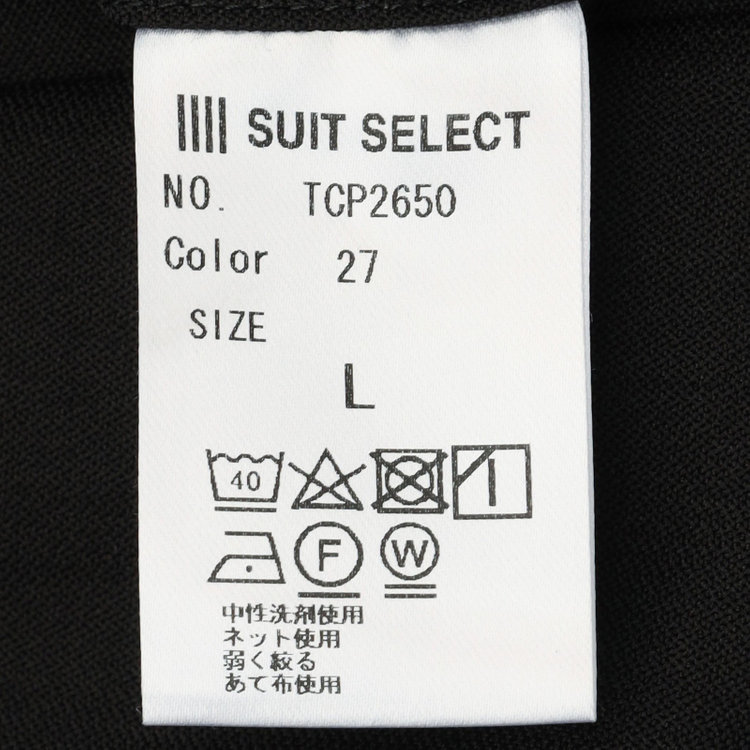 SUIT SELECT
NO. TCP2650
Color 27
SIZE
L
40
F W
中性洗剤使用
ネット使用
弱く絞る
あて布使用